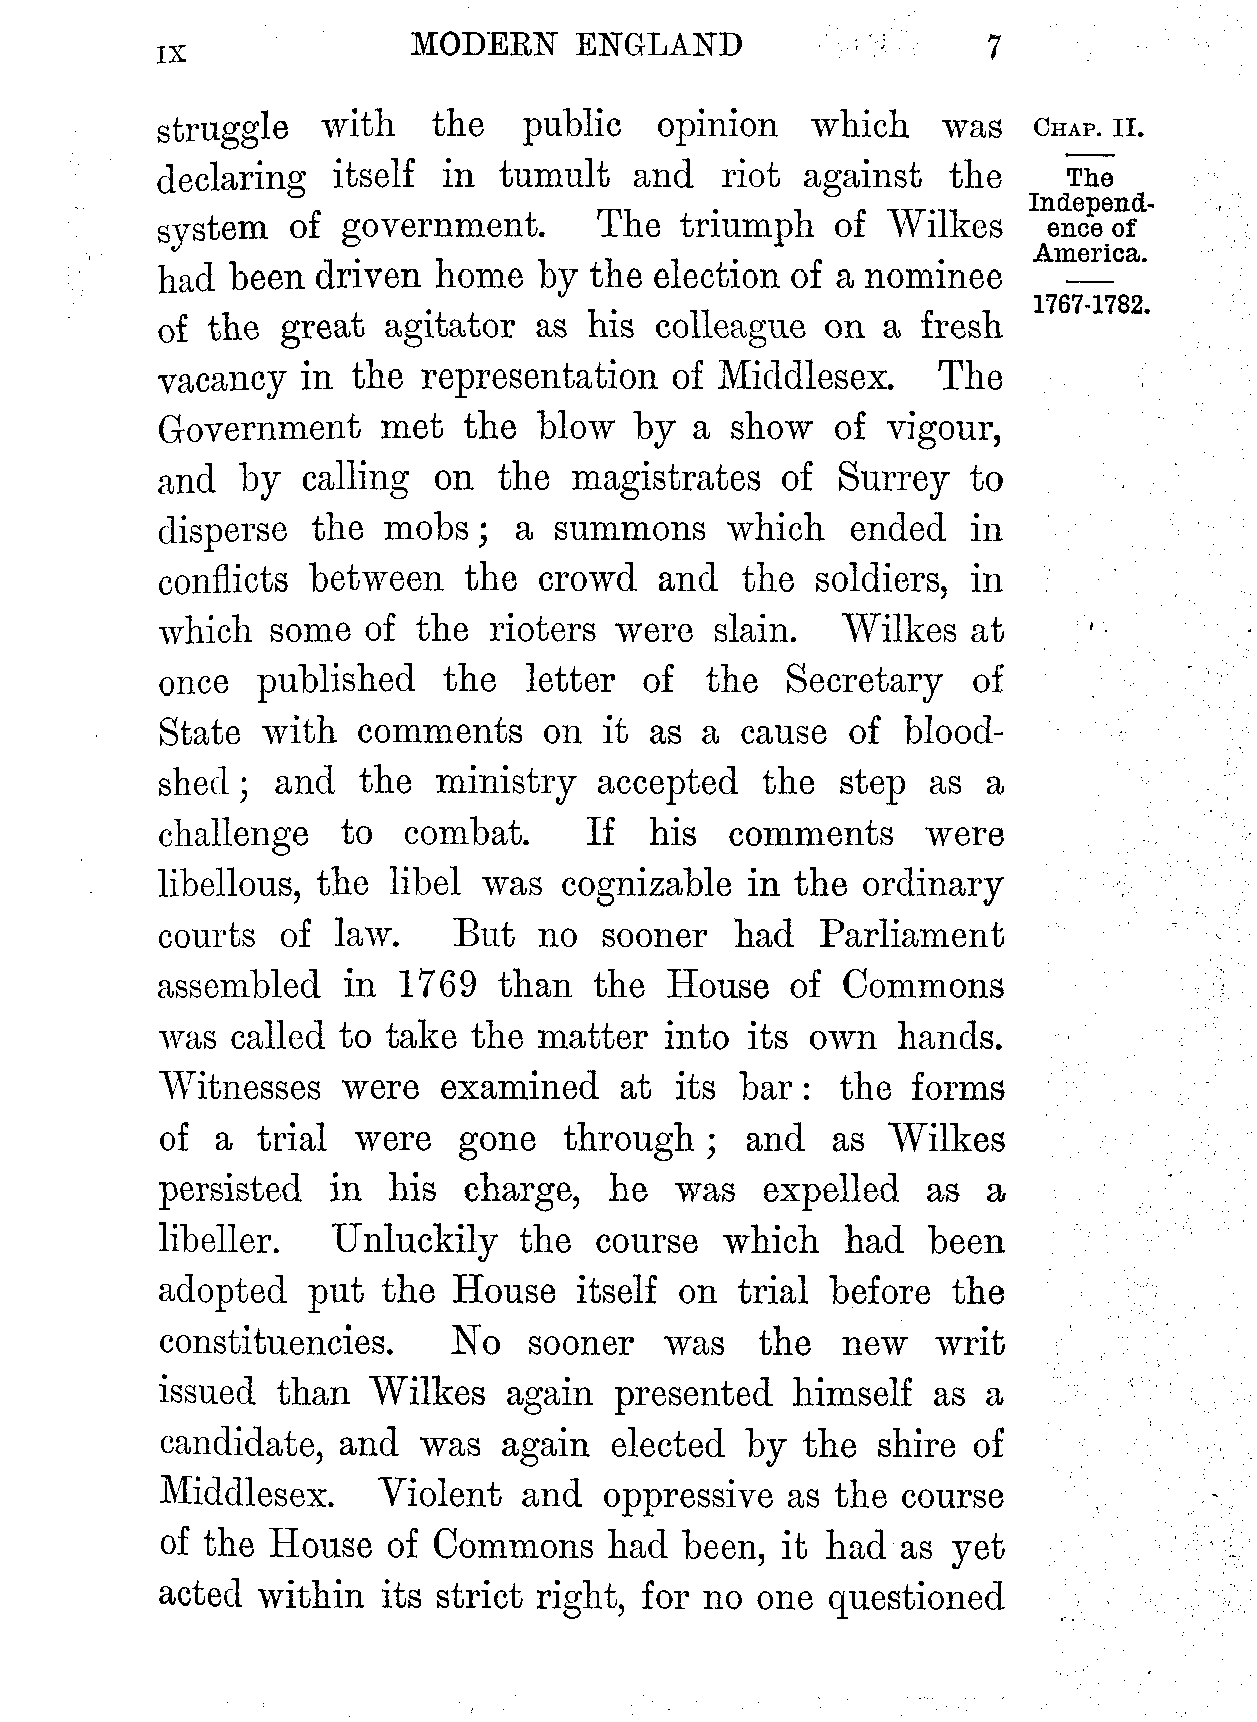 IX MODERN ENGLAND 7
struggle with the public opinion which was
declaring itself in tumult and riot against the
system of government. The triumph of Wilkes
had been driven home by the election of a nominee
of the great agitator as his colleague on a fresh
vacancy in the representation of Middlesex. The
Government met the blow by a show of vigour,
and by calling on the magistrates of Surrey to
disperse the mobs; a summons which ended in
conflicts between the crowd and the soldiers, in
which some of the rioters were slain. Wilkes at
once published the letter of the Secretary of
State with comments on it as a cause of blood-
shed; and the ministry accepted the step as a
challenge to combat. If his comments were
libellous, the libel was cognizable in the ordinary
courts of law. But no sooner had Parliament
assembled in 1769 than the House of Commons
was called to take the matter into its own hands.
Witnesses were examined at its bar: the forms
of a trial were gone through; and as Wilkes
persisted in his charge, he was expelled as a
libeller. Unluckily the course which had been
adopted put the House itself on trial before the
constituencies. No sooner was the new writ
issued than Wilkes again presented himself as a
candidate, and was again elected by the shire of
Middlesex. Violent and oppressive as the course
of the House of Commons had been, it had as yet
acted within its strict right, for no one questioned
CHAP. II.
The
Independ-
ence of
America.
1767-1782.